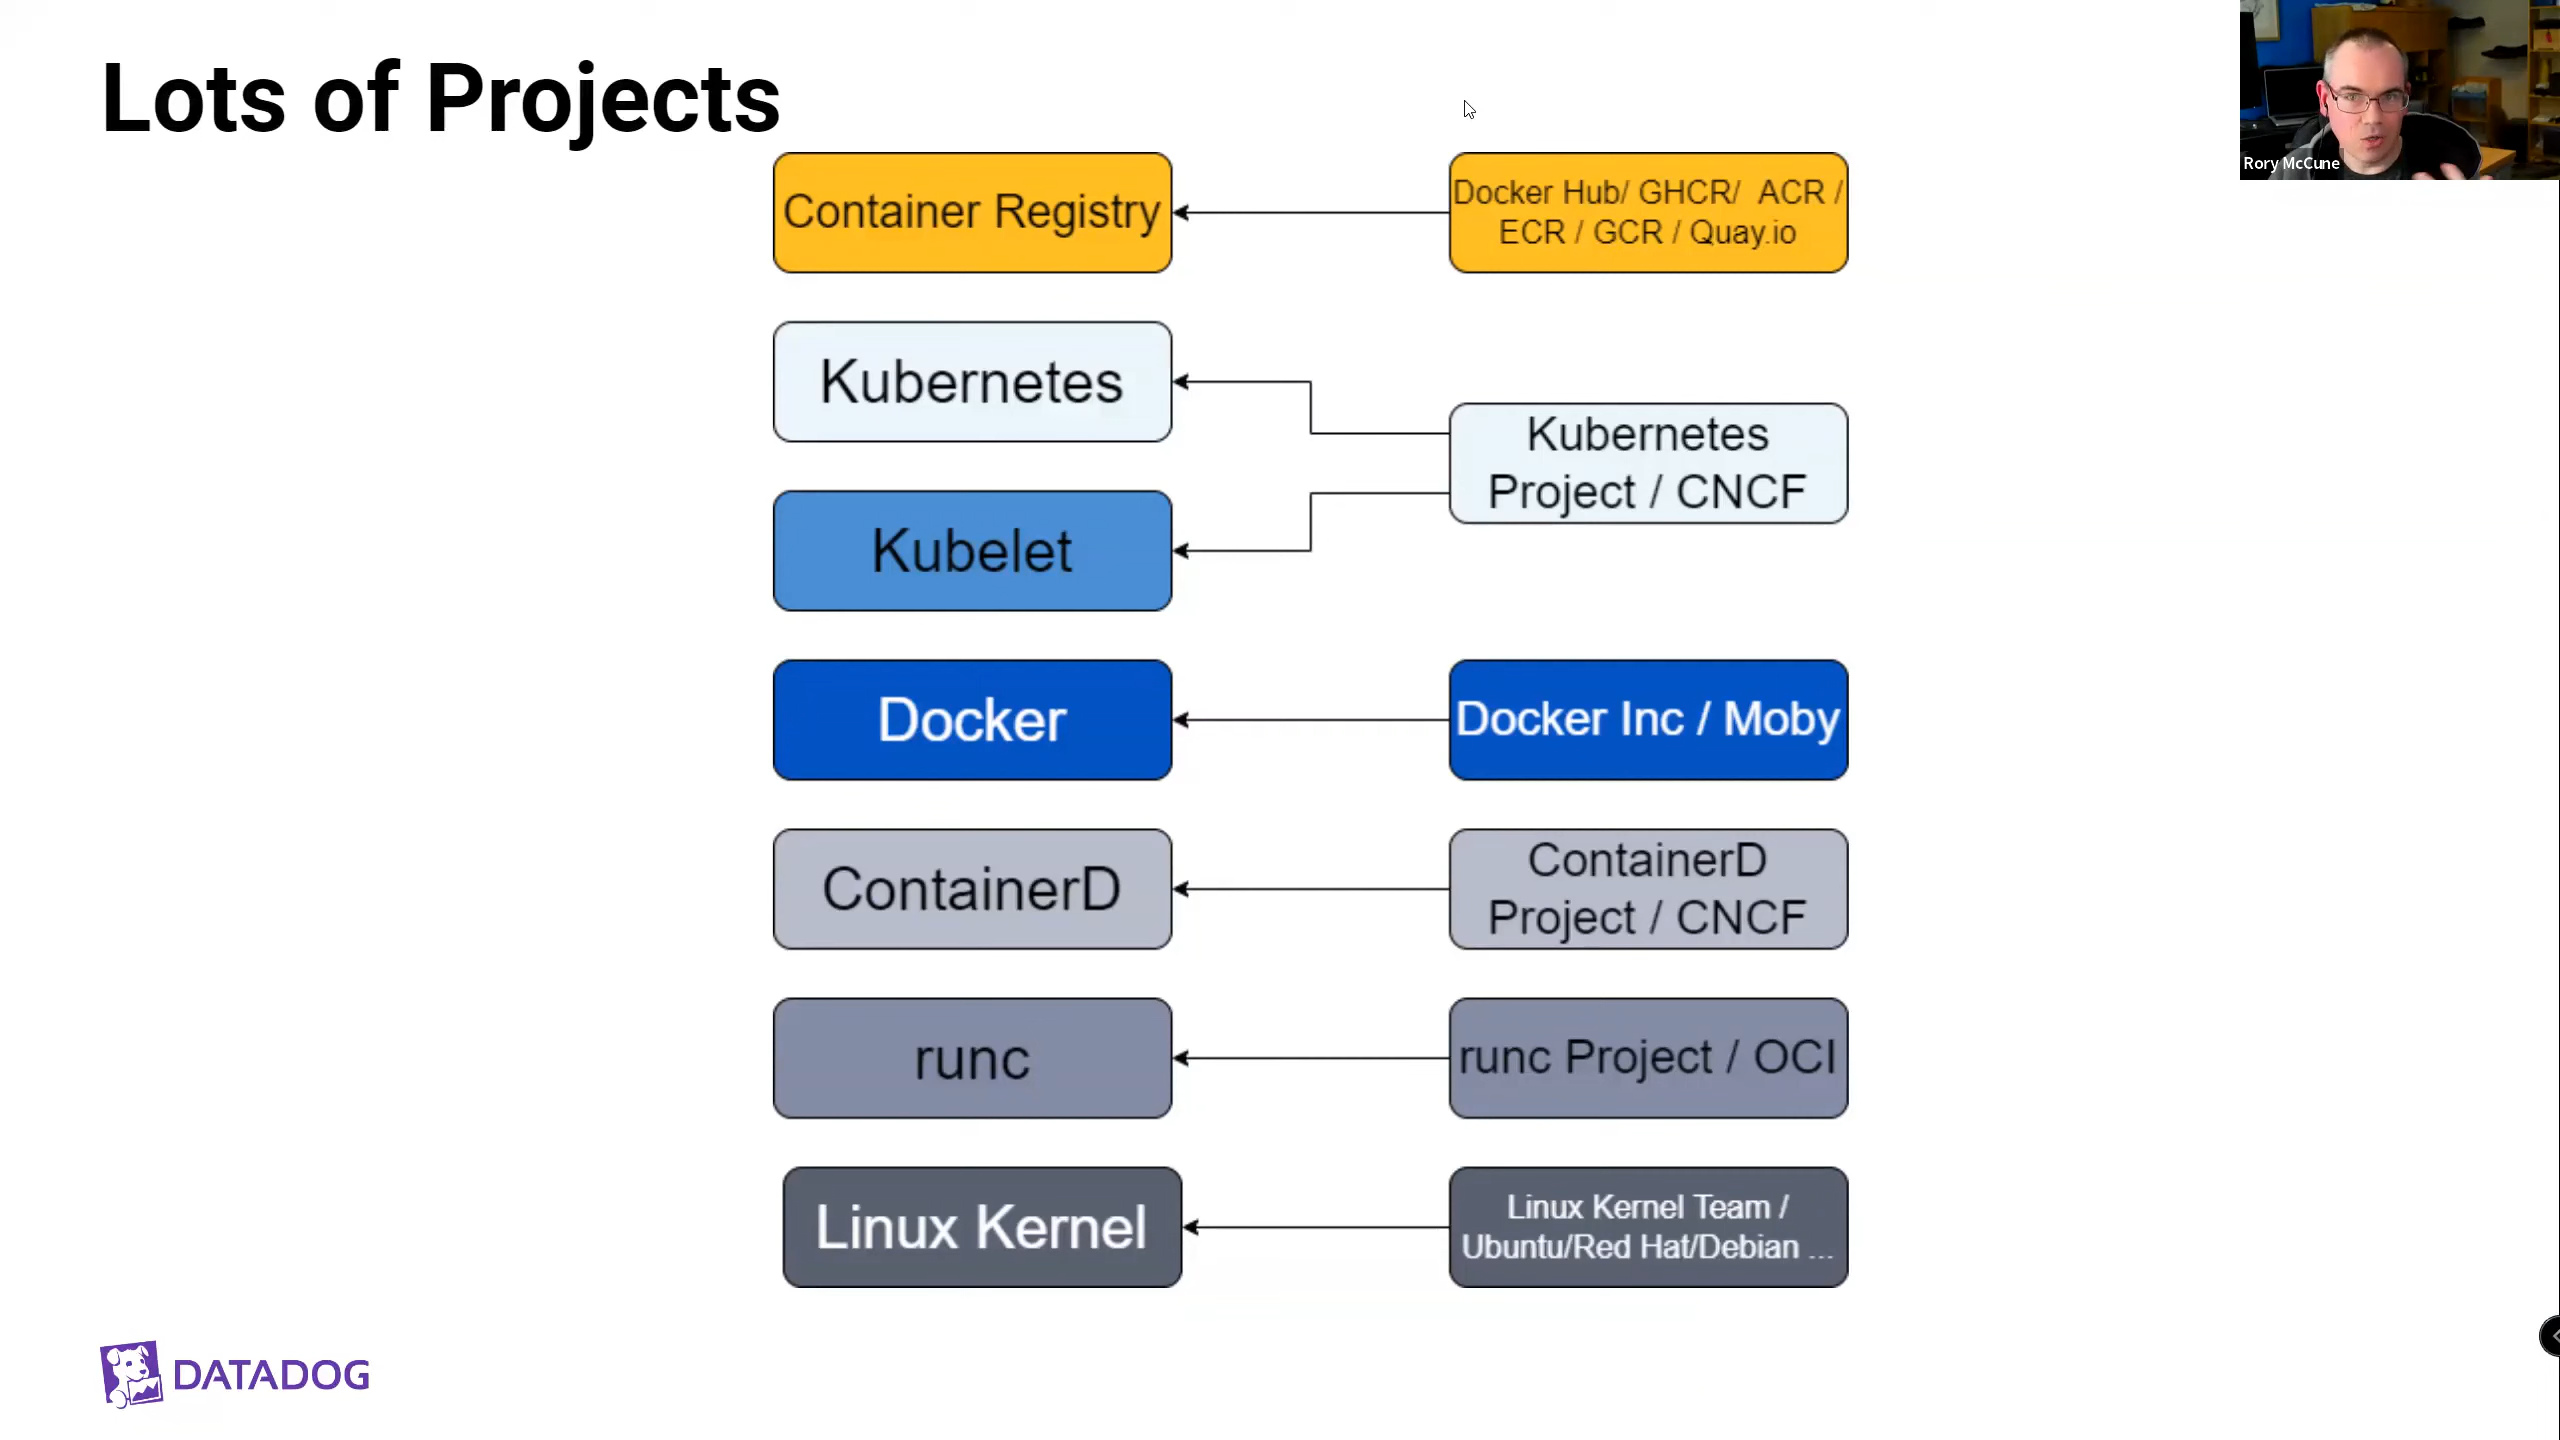 Lots of Projects
Rory McCune
Container Registry
Docker Hub/ GHCR/ ACR /
ECR / GCR / Quay.io
Kubernetes
Kubernetes
Project / CNCF
Kubelet
Docker
Docker Inc / Moby
ContainerD
ContainerD
Project / CNCF
runc
runc Project / OCI
Linux Kernel
Linux Kernel Team /
Ubuntu/Red Hat/Debian ...
DATADOG